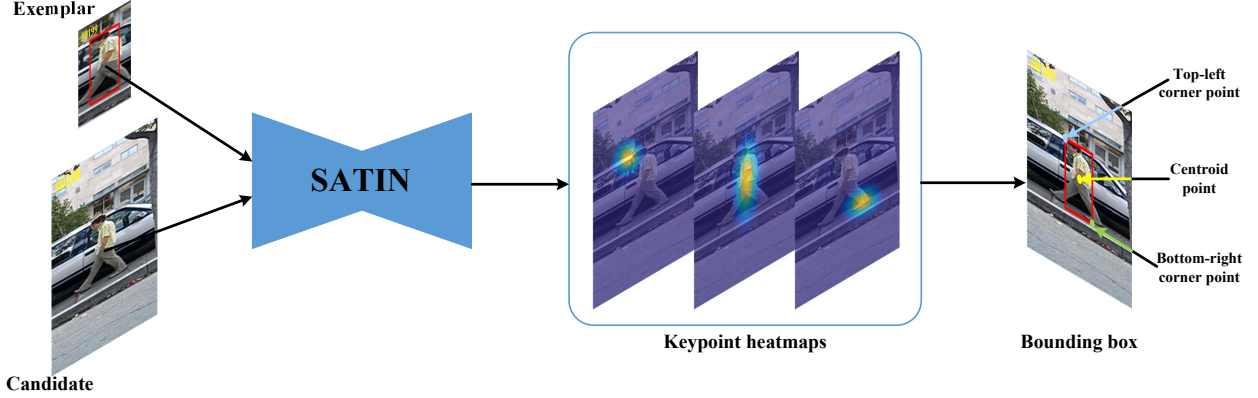 Exemplar
SATIN
Candidate
Keypoint heatmaps
Top-left
corner point
Centroid
point
Bottom-right
corner point
Bounding box